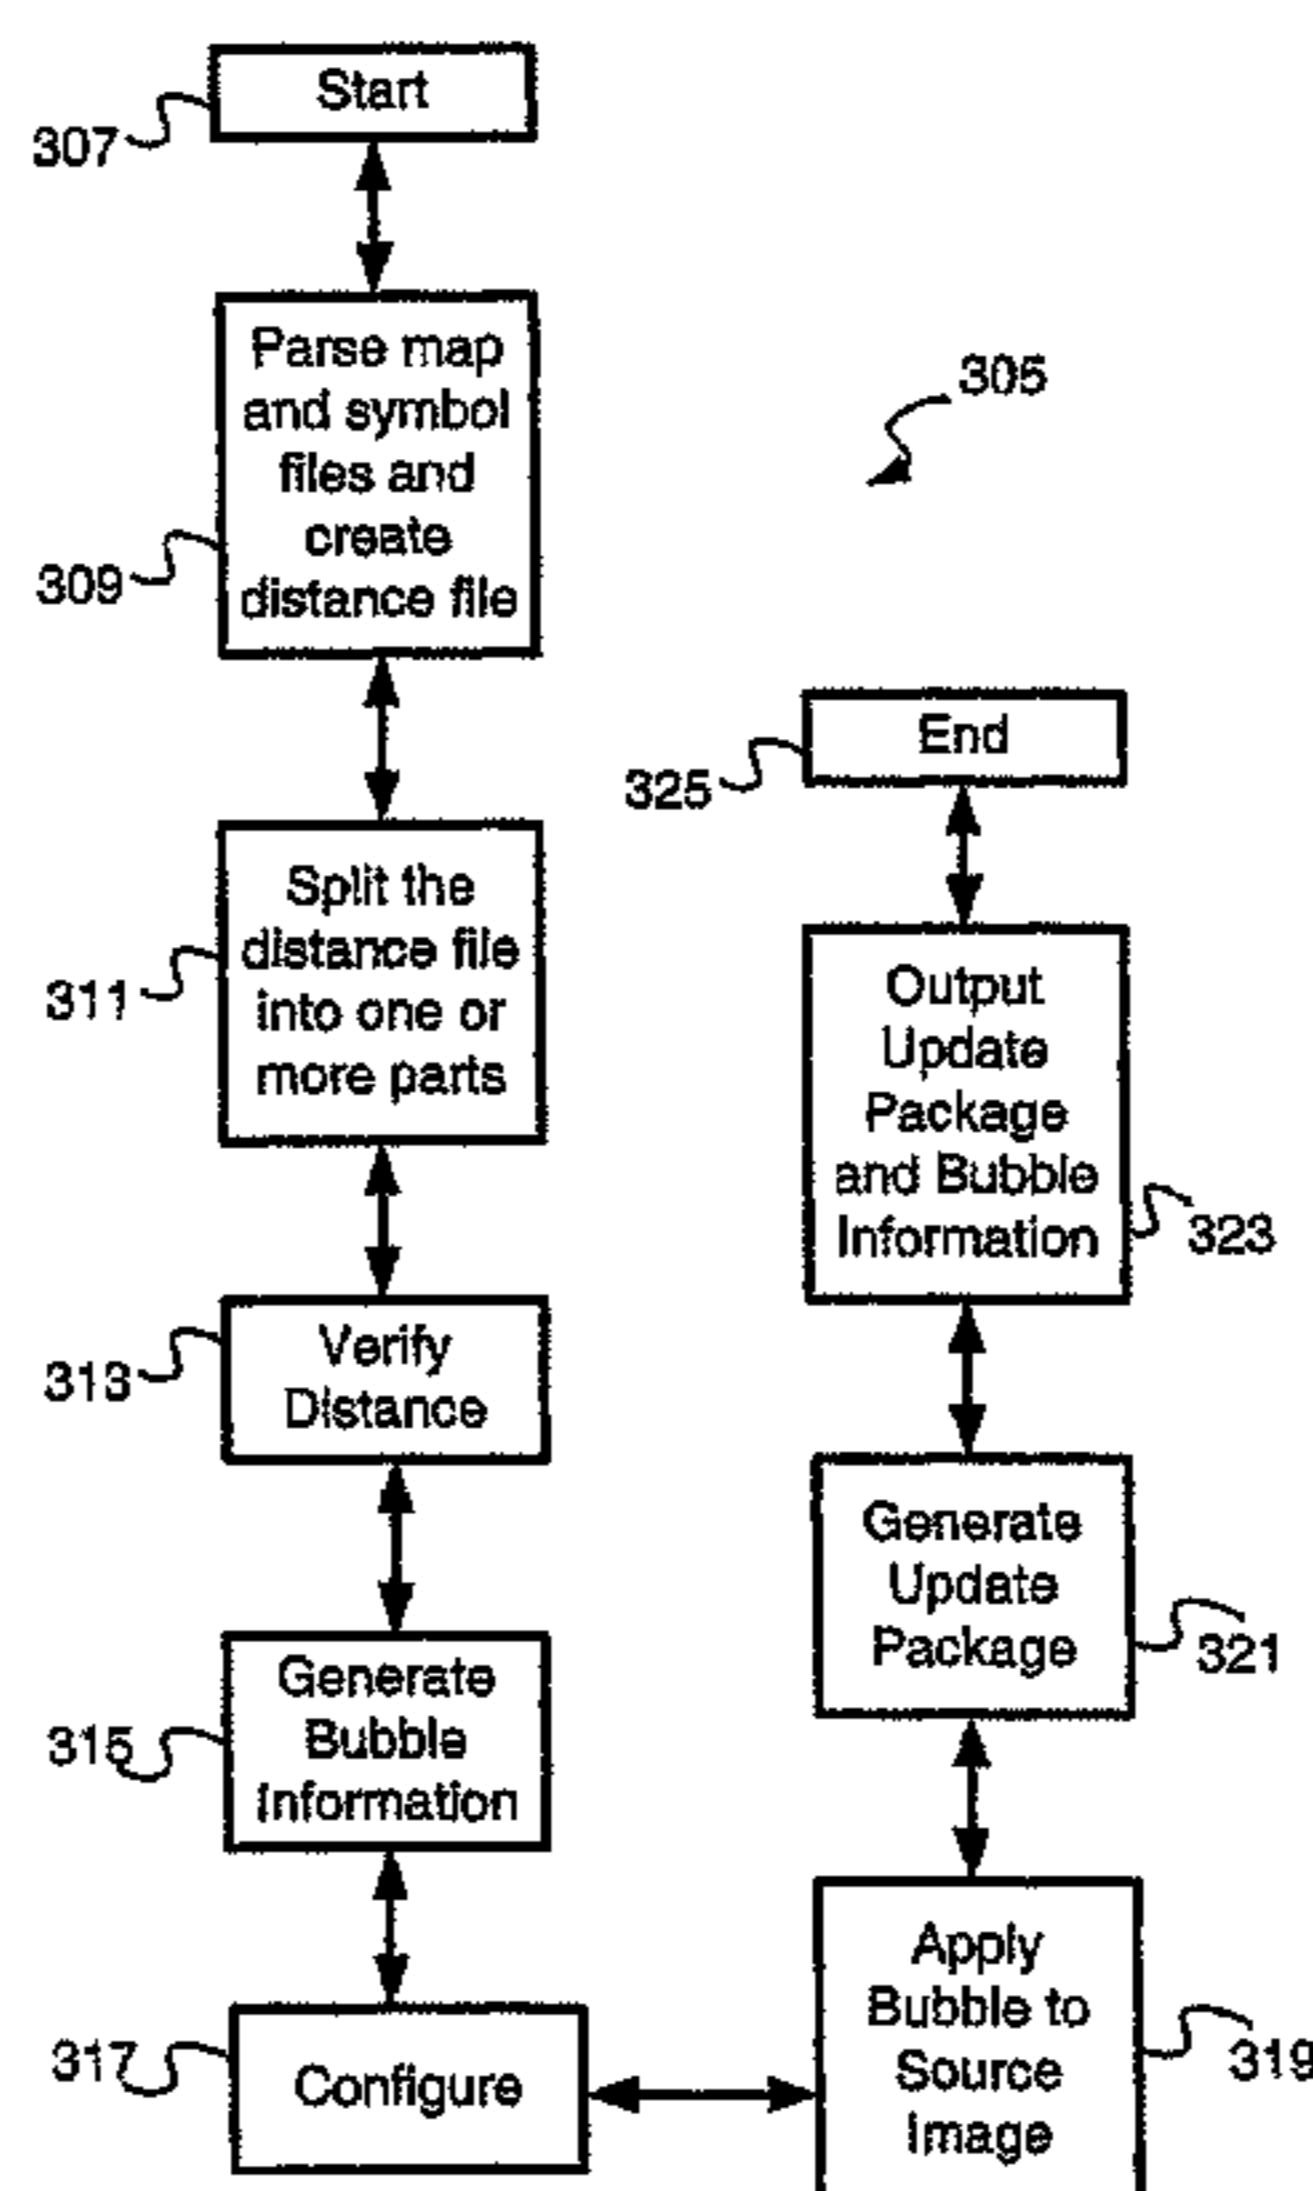 Start
307
Parse map
and symbol
files and
create
distance file
309
305
Split the
distance file
into one or
more parts
311
Verify
Distance
313
Generate
Bubble
Information
315
Configure
317
Apply
Bubble to
Source
Image
319
Generate
Update
Package
321
Output
Update
Package
and Bubble
Information
323
End
325